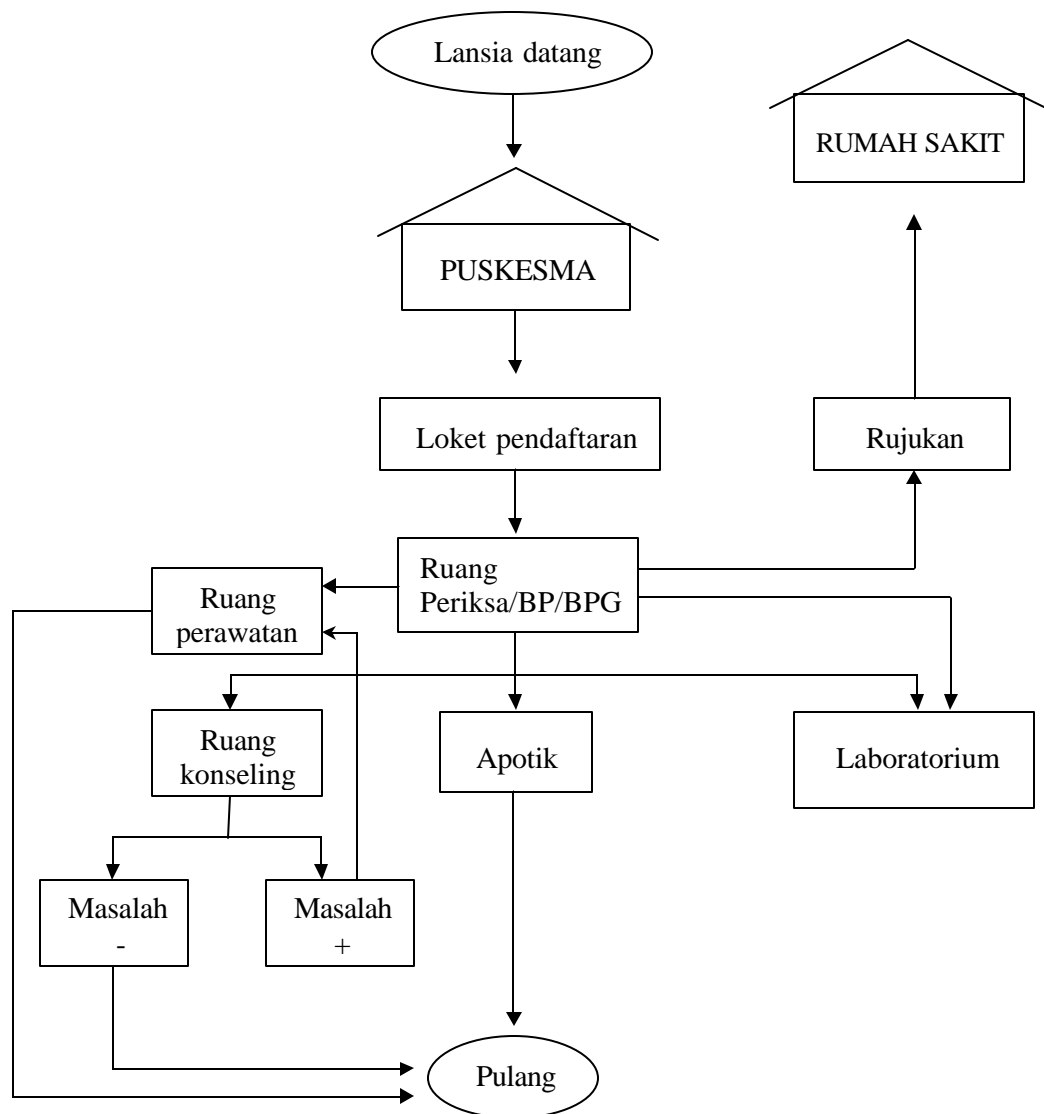 Lansia datang
RUMAH SAKIT
PUSKESMA
Loket pendaftaran
Rujukan
Ruang
Periksa/BP/BPG
Ruang
perawatan
Ruang
konseling
Apotik
Laboratorium
Masalah
-
Masalah
+
Pulang